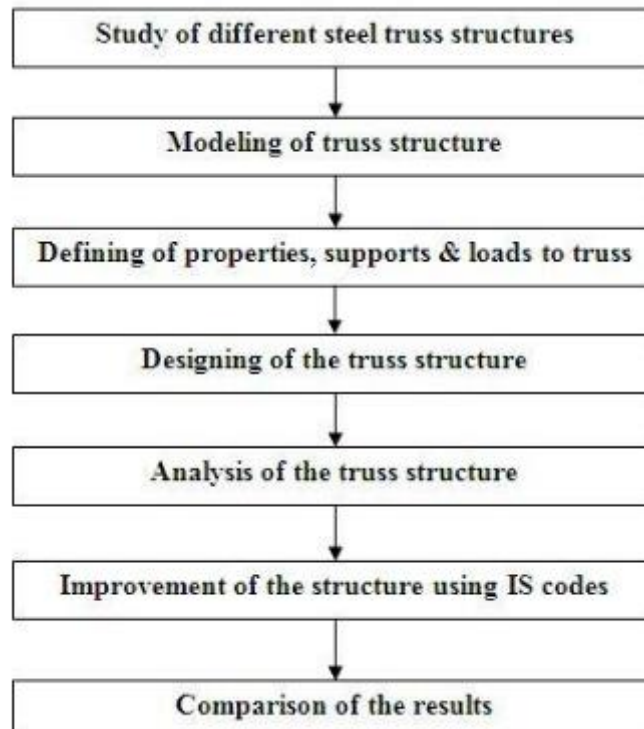 Study of different steel truss structures
Modeling of truss structure
Defining of properties, supports & loads to truss
Designing of the truss structure
Analysis of the truss structure
Improvement of the structure using IS codes
Comparison of the results